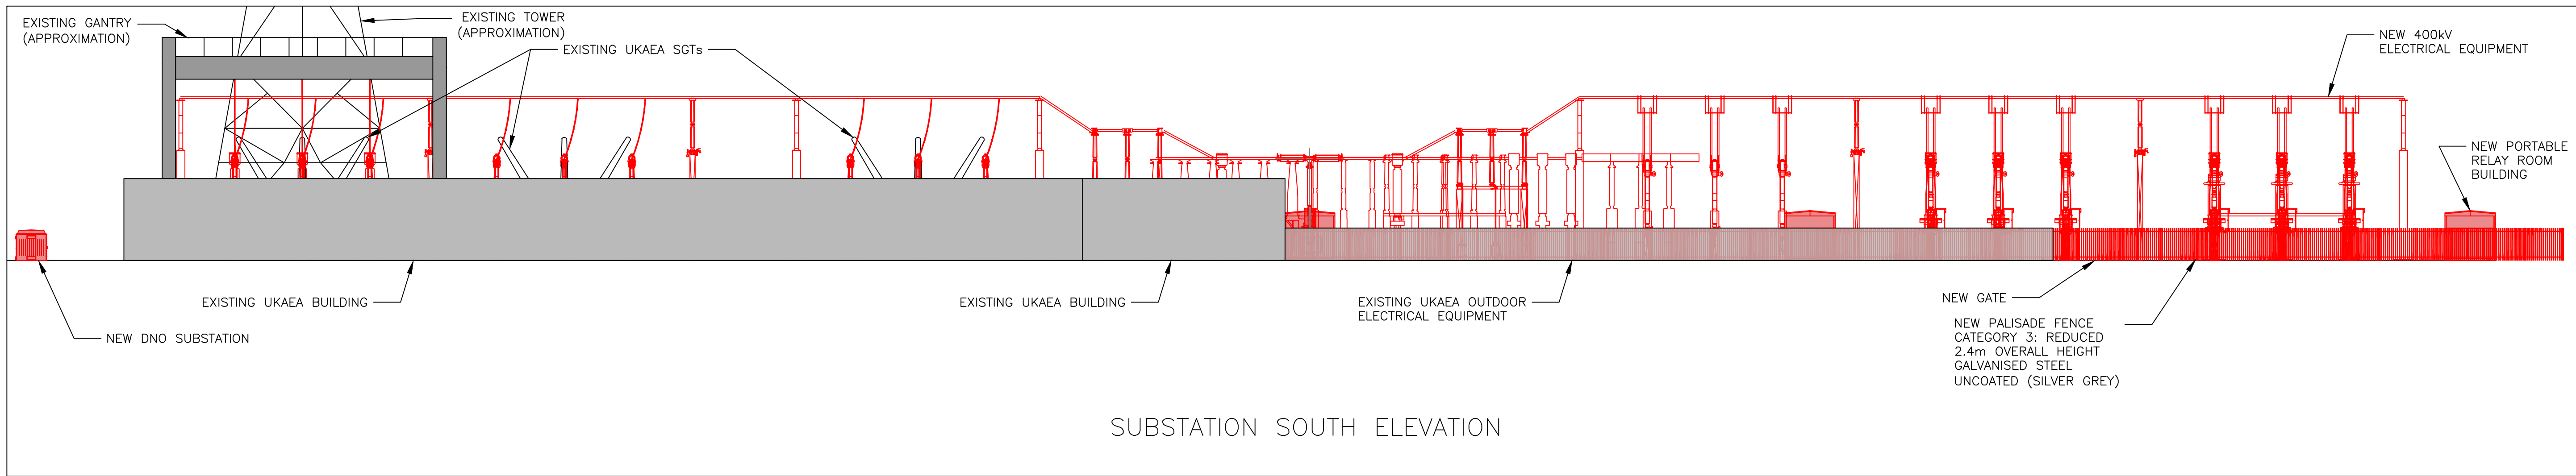 EXISTING GANTRY
(APPROXIMATION)
EXISTING TOWER
(APPROXIMATION)
EXISTING UKAEA SGTs
NEW 400kV
ELECTRICAL EQUIPMENT
NEW PORTABLE
RELAY ROOM
BUILDING
EXISTING UKAEA BUILDING
EXISTING UKAEA BUILDING
EXISTING UKAEA OUTDOOR
ELECTRICAL EQUIPMENT
NEW GATE
NEW DNO SUBSTATION
NEW PALISADE FENCE
CATEGORY 3: REDUCED
2.4m OVERALL HEIGHT
GALVANISED STEEL
UNCOATED (SILVER GREY)
SUBSTATION SOUTH ELEVATION